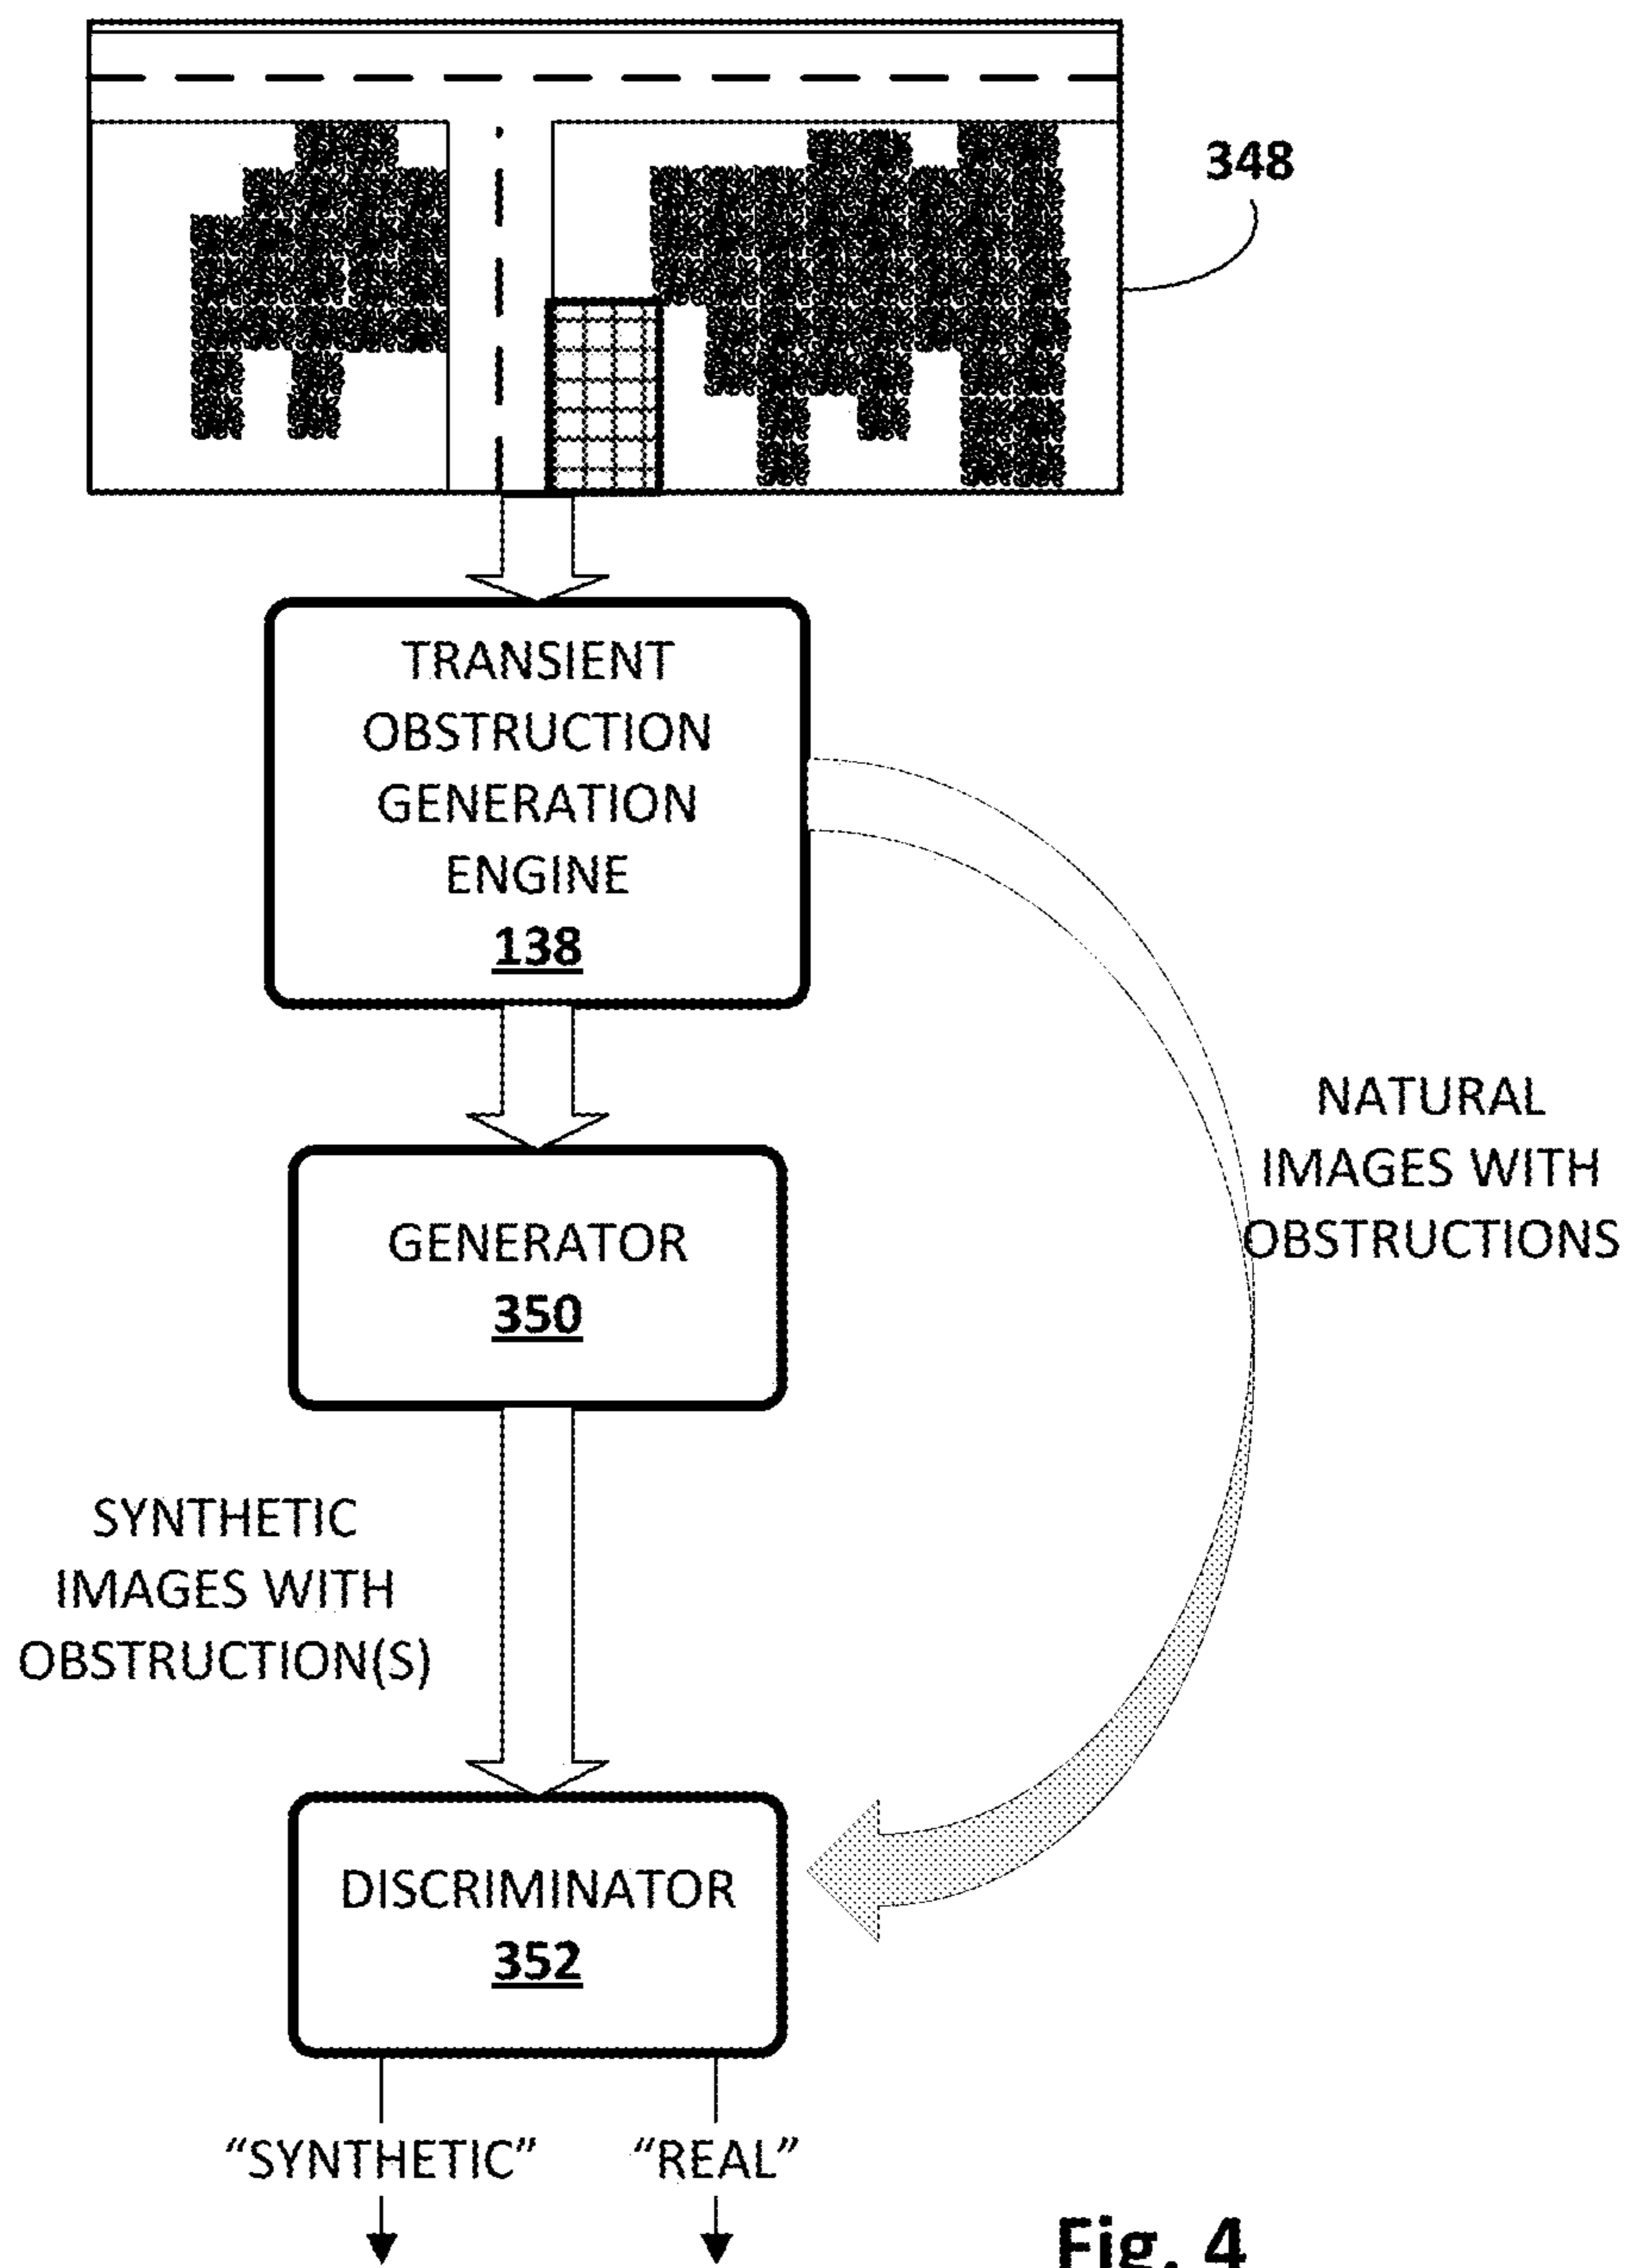 348
TRANSIENT
OBSTRUCTION
GENERATION
ENGINE
138
NATURAL
IMAGES WITH
OBSTRUCTIONS
GENERATOR
350
SYNTHETIC
IMAGES WITH
OBSTRUCTION(S)
DISCRIMINATOR
352
“SYNTHETIC”
“REAL”
Fig. 4